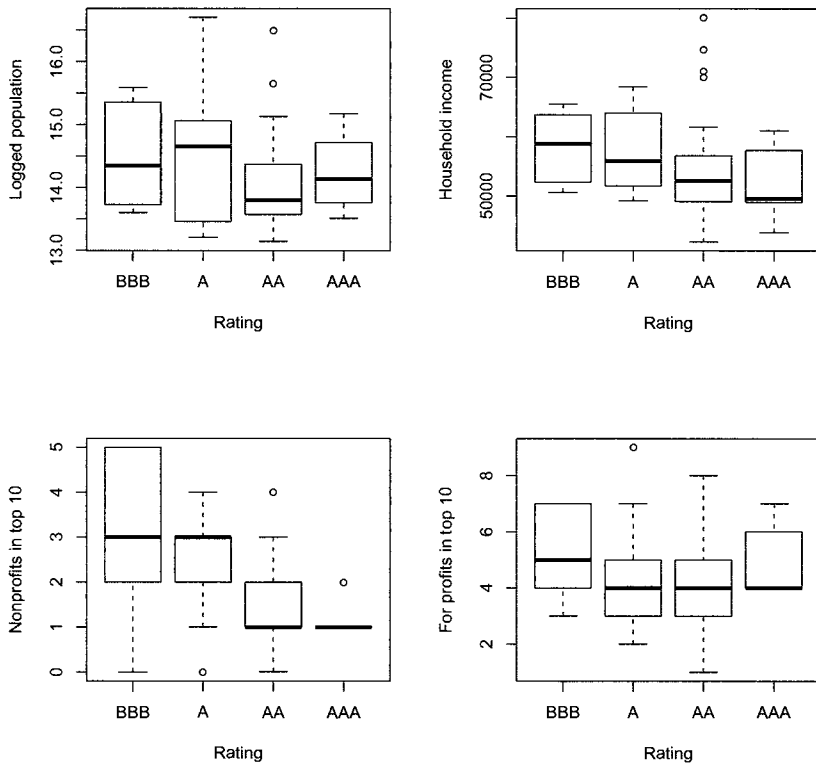 Logged population
16.0
15.0
14.0
13.0
BBB A AA AAA
Rating
Household income
70000
50000
BBB A AA AAA
Rating
Nonprofits in top 10
5
4
3
2
1
0
BBB A AA AAA
Rating
For profits in top 10
8
6
4
2
BBB A AA AAA
Rating